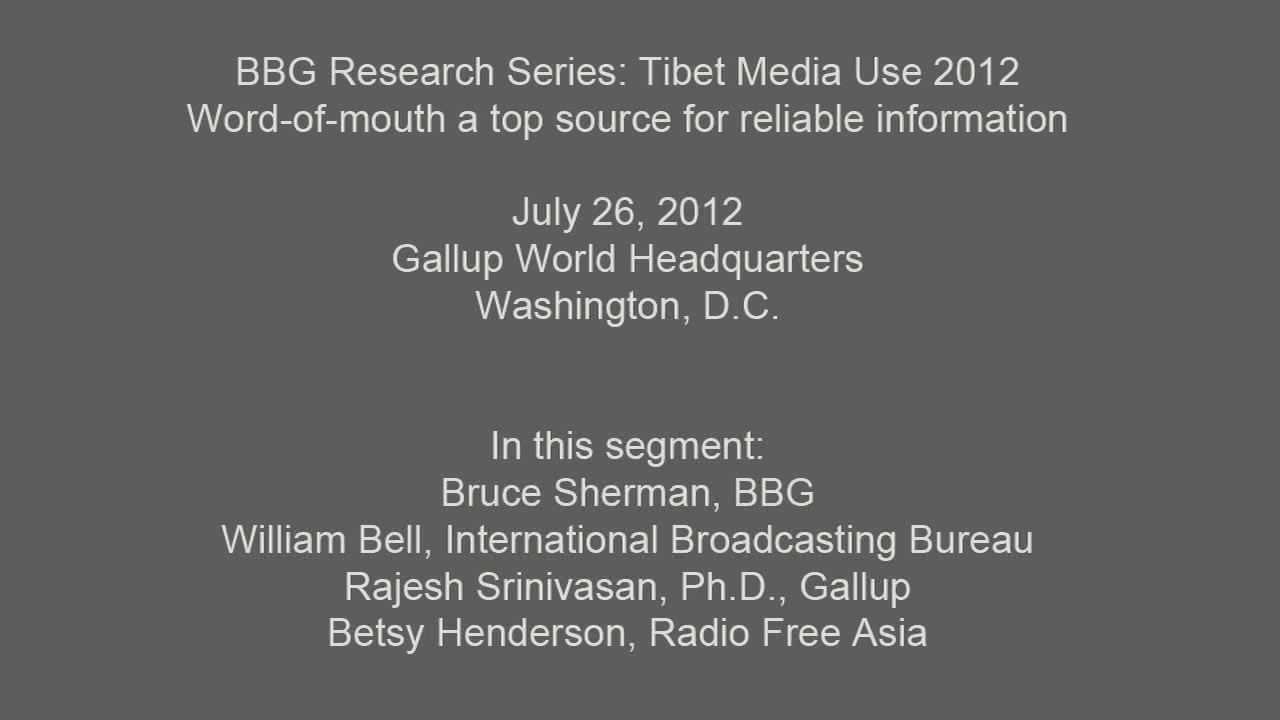 BBG Research Series: Tibet Media Use 2012
Word-of-mouth a top source for reliable information
July 26, 2012
Gallup World Headquarters
Washington, D.C.
In this segment:
Bruce Sherman, BBG
William Bell, International Broadcasting Bureau
Rajesh Srinivasan, Ph.D., Gallup
Betsy Henderson, Radio Free Asia